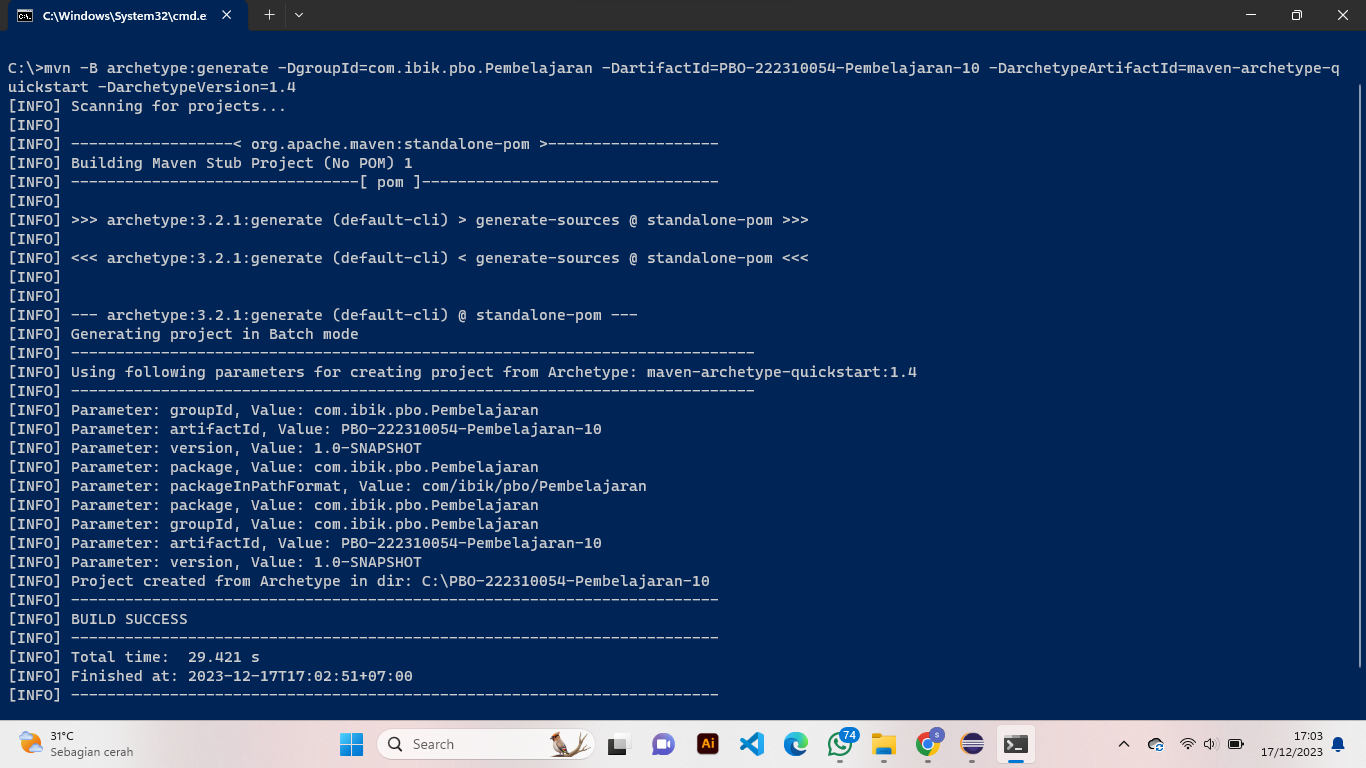 C:\Windows\System32\cmd.e
C:\>mvn -B archetype:generate -DgroupId=com.ibik.pbo.Pembelajaran -DartifactId=PBO-222310054-Pembelajaran-10 -DarchetypeArtifactId=maven-archetype-q
uickstart -DarchetypeVersion=1.4
[INFO] Scanning for projects...
[INFO]
[INFO] ------------------< org.apache.maven:standalone-pom >-------------------
[INFO] Building Maven Stub Project (No POM) 1
[INFO] --------------------------------[ pom ]---------------------------------
[INFO]
[INFO] >>> archetype:3.2.1:generate (default-cli) > generate-sources @ standalone-pom >>>
[INFO]
[INFO] <<< archetype:3.2.1:generate (default-cli) < generate-sources @ standalone-pom <<<
[INFO]
[INFO]
[INFO] --- archetype:3.2.1:generate (default-cli) @ standalone-pom ---
[INFO] Generating project in Batch mode
[INFO] ----------------------------------------------------------------------------
[INFO] Using following parameters for creating project from Archetype: maven-archetype-quickstart:1.4
[INFO] ----------------------------------------------------------------------------
[INFO] Parameter: groupId, Value: com.ibik.pbo.Pembelajaran
[INFO] Parameter: artifactId, Value: PBO-222310054-Pembelajaran-10
[INFO] Parameter: version, Value: 1.0-SNAPSHOT
[INFO] Parameter: package, Value: com.ibik.pbo.Pembelajaran
[INFO] Parameter: packageInPathFormat, Value: com/ibik/pbo/Pembelajaran
[INFO] Parameter: package, Value: com.ibik.pbo.Pembelajaran
[INFO] Parameter: groupId, Value: com.ibik.pbo.Pembelajaran
[INFO] Parameter: artifactId, Value: PBO-222310054-Pembelajaran-10
[INFO] Parameter: version, Value: 1.0-SNAPSHOT
[INFO] Project created from Archetype in dir: C:\PBO-222310054-Pembelajaran-10
[INFO] ------------------------------------------------------------------------
[INFO] BUILD SUCCESS
[INFO] ------------------------------------------------------------------------
[INFO] Total time:  29.421 s
[INFO] Finished at: 2023-12-17T17:02:51+07:00
[INFO] ------------------------------------------------------------------------
31°C
Sebagian cerah
Search
Ai
74
S
17:03
17/12/2023